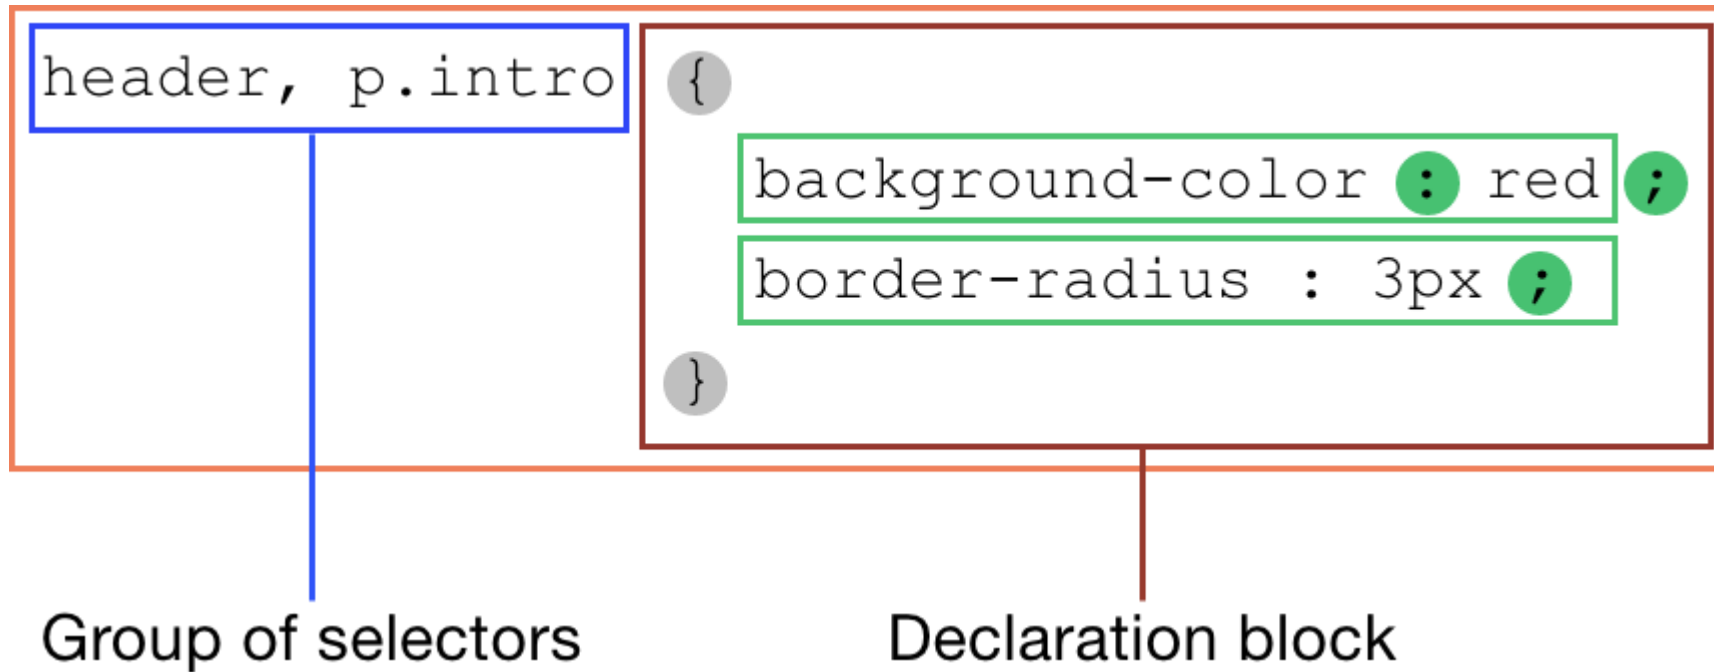 header, p.intro {
background-color : red ;
border-radius : 3px ;
}
Group of selectors
Declaration block